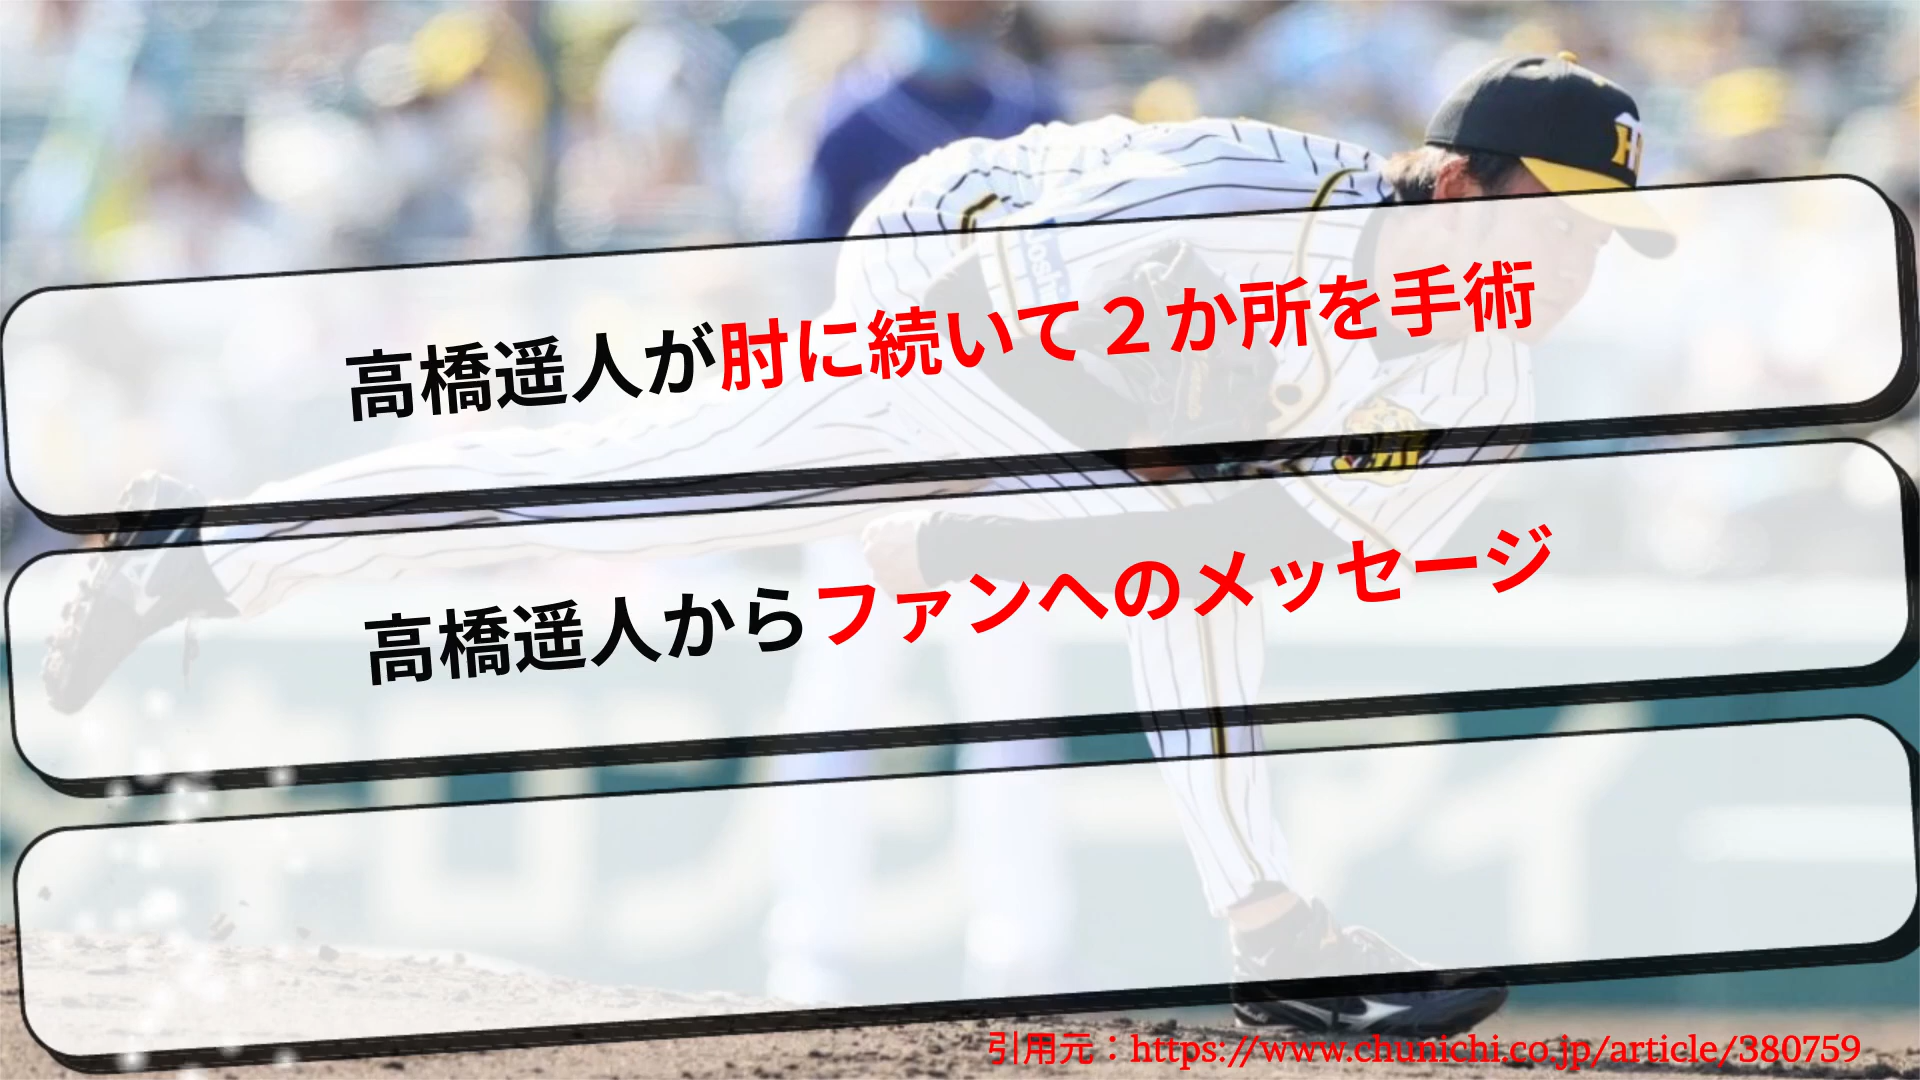 高橋遥人が肘に続いて２か所を手術
高橋遥人からファンへのメッセージ
引用元：https://www.chunichi.co.jp/article/380759